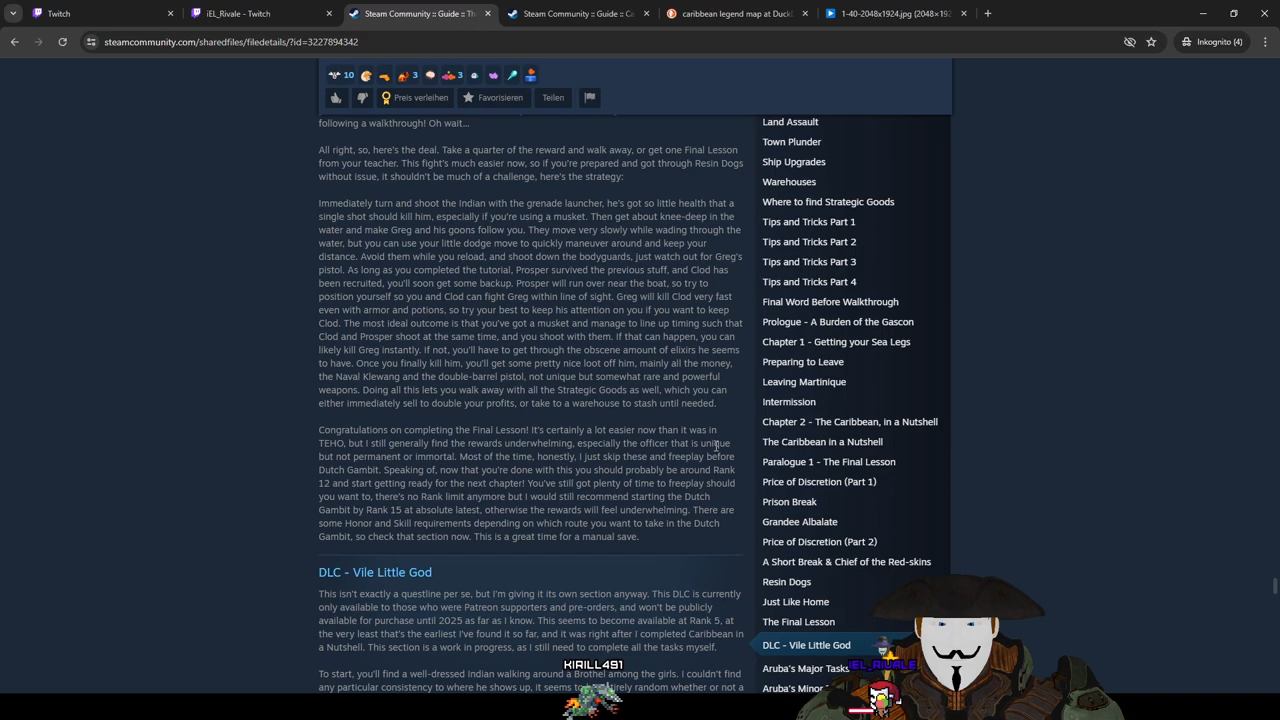 Twitch
iEL_Rivale - Twitch
Steam Community :: Guide :: Th
Steam Community :: Guide :: Ca
caribbean legend map at DuckD
1-40-2048x1924.jpg (2048×192
steamcommunity.com/sharedfiles/filedetails/?id=3227894342
Inkognito (4)
10
3
3
Preis verleihen
Favorisieren
Teilen
following a walkthrough! Oh wait...
All right, so, here's the deal. Take a quarter of the reward and walk away, or get one Final Lesson
from your teacher. This fight's much easier now, so if you're prepared and got through Resin Dogs
without issue, it shouldn't be much of a challenge, here's the strategy:
Immediately turn and shoot the Indian with the grenade launcher, he's got so little health that a
single shot should kill him, especially if you're using a musket. Then get about knee-deep in the
water and make Greg and his goons follow you. They move very slowly while wading through the
water, but you can use your little dodge move to quickly maneuver around and keep your
distance. Avoid them while you reload, and shoot down the bodyguards, just watch out for Greg's
pistol. As long as you completed the tutorial, Prosper survived the previous stuff, and Clod has
been recruited, you'll soon get some backup. Prosper will run over near the boat, so try to
position yourself so you and Clod can fight Greg within line of sight. Greg will kill Clod very fast
even with armor and potions, so try your best to keep his attention on you if you want to keep
Clod. The most ideal outcome is that you've got a musket and manage to line up timing such that
Clod and Prosper shoot at the same time, and you shoot with them. If that can happen, you can
likely kill Greg instantly. If not, you'll have to get through the obscene amount of elixirs he seems
to have. Once you finally kill him, you'll get some pretty nice loot off him, mainly all the money,
the Naval Klewang and the double-barrel pistol, not unique but somewhat rare and powerful
weapons. Doing all this lets you walk away with all the Strategic Goods as well, which you can
either immediately sell to double your profits, or take to a warehouse to stash until needed.
Congratulations on completing the Final Lesson! It's certainly a lot easier now than it was in
TEHO, but I still generally find the rewards underwhelming, especially the officer that is unique
but not permanent or immortal. Most of the time, honestly, I just skip these and freeplay before
Dutch Gambit. Speaking of, now that you're done with this you should probably be around Rank
12 and start getting ready for the next chapter! You've still got plenty of time to freeplay should
you want to, there's no Rank limit anymore but I would still recommend starting the Dutch
Gambit by Rank 15 at absolute latest, otherwise the rewards will feel underwhelming. There are
some Honor and Skill requirements depending on which route you want to take in the Dutch
Gambit, so check that section now. This is a great time for a manual save.
DLC - Vile Little God
This isn't exactly a questline per se, but I'm giving it its own section anyway. This DLC is currently
only available to those who were Patreon supporters and pre-orders, and won't be publicly
available for purchase until 2025 as far as I know. This seems to become available at Rank 5, at
the very least that's the earliest I've found it so far, and it was right after I completed Caribbean in
a Nutshell. This section is a work in progress, as I still need to complete all the tasks myself.
To start, you'll find a well-dressed Indian walking around a Brothel among the girls. I couldn't find
any particular consistency to where he shows up, it seems to random whether or not a
Land Assault
Town Plunder
Ship Upgrades
Warehouses
Where to find Strategic Goods
Tips and Tricks Part 1
Tips and Tricks Part 2
Tips and Tricks Part 3
Tips and Tricks Part 4
Final Word Before Walkthrough
Prologue - A Burden of the Gascon
Chapter 1 - Getting your Sea Legs
Preparing to Leave
Leaving Martinique
Intermission
Chapter 2 - The Caribbean, in a Nutshell
The Caribbean in a Nutshell
Paralogue 1 - The Final Lesson
Price of Discretion (Part 1)
Prison Break
Grandee Albalate
Price of Discretion (Part 2)
A Short Break & Chief of the Red-skins
Resin Dogs
Just Like Home
The Final Lesson
DLC - Vile Little God
Aruba's Major Tasks
Aruba's Minor
KIRILL491
iEL_RIVALE